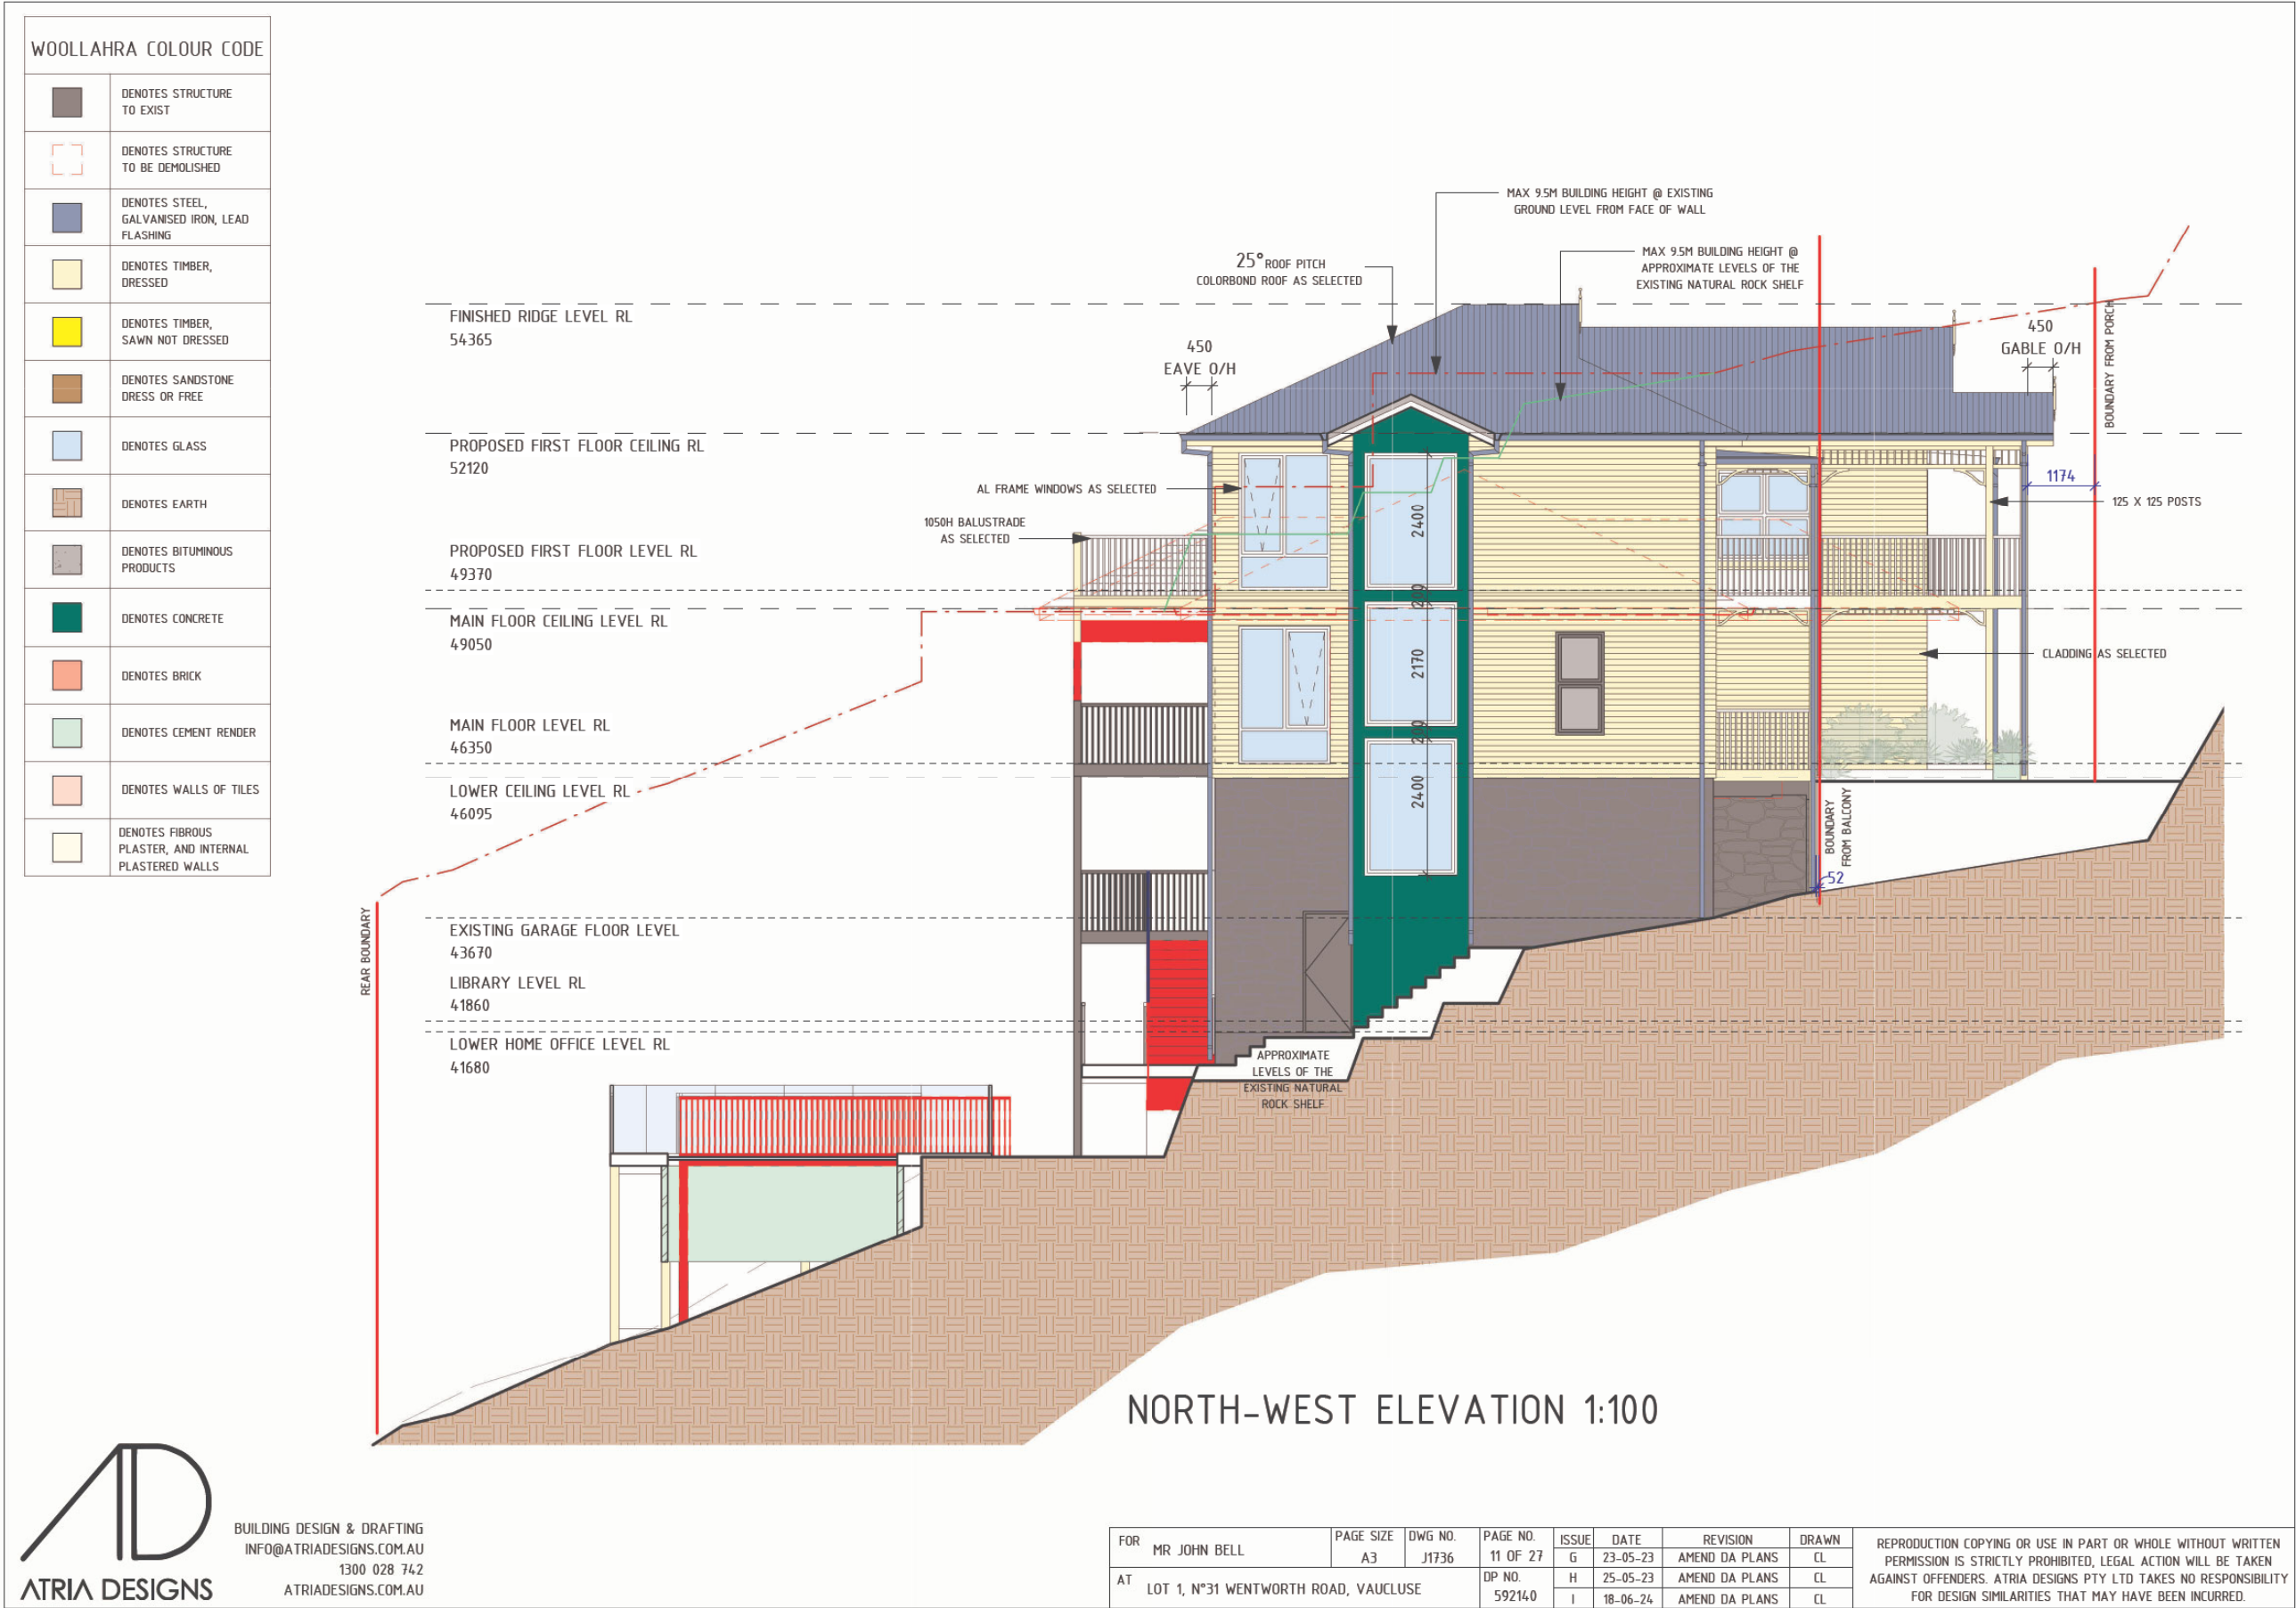 WOOLLAHRA COLOUR CODE
DENOTES STRUCTURE
TO EXIST
DENOTES STRUCTURE
TO BE DEMOLISHED
DENOTES STEEL,
GALVANISED IRON, LEAD
FLASHING
DENOTES TIMBER,
DRESSED
DENOTES TIMBER,
SAWN NOT DRESSED
DENOTES SANDSTONE
DRESS OR FREE
DENOTES GLASS
DENOTES EARTH
DENOTES BITUMINOUS
PRODUCTS
DENOTES CONCRETE
DENOTES BRICK
DENOTES CEMENT RENDER
DENOTES WALLS OF TILES
DENOTES FIBROUS
PLASTER, AND INTERNAL
PLASTERED WALLS
MAX 9.5M BUILDING HEIGHT @ EXISTING
GROUND LEVEL FROM FACE OF WALL
MAX 9.5M BUILDING HEIGHT @
APPROXIMATE LEVELS OF THE
EXISTING NATURAL ROCK SHELF
25° ROOF PITCH
COLORBOND ROOF AS SELECTED
450
EAVE O/H
450
GABLE O/H
BOUNDARY FROM PORCH
FINISHED RIDGE LEVEL RL
54365
PROPOSED FIRST FLOOR CEILING RL
52120
AL FRAME WINDOWS AS SELECTED
1050H BALUSTRADE
AS SELECTED
1174
125 X 125 POSTS
PROPOSED FIRST FLOOR LEVEL RL
49370
MAIN FLOOR CEILING LEVEL RL
49050
CLADDING AS SELECTED
2400
200
2170
200
2400
MAIN FLOOR LEVEL RL
46350
LOWER CEILING LEVEL RL
46095
BOUNDARY
FROM BALCONY
52
REAR BOUNDARY
EXISTING GARAGE FLOOR LEVEL
43670
LIBRARY LEVEL RL
41860
LOWER HOME OFFICE LEVEL RL
41680
APPROXIMATE
LEVELS OF THE
EXISTING NATURAL
ROCK SHELF
NORTH-WEST ELEVATION 1:100
AD
ATRIA DESIGNS
BUILDING DESIGN & DRAFTING
INFO@ATRIADESIGNS.COM.AU
1300 028 742
ATRIADESIGNS.COM.AU
FOR MR JOHN BELL
PAGE SIZE A3
DWG NO. J1736
PAGE NO. 11 OF 27
AT LOT 1, N°31 WENTWORTH ROAD, VAUCLUSE
DP NO. 592140
ISSUE DATE REVISION DRAWN
G 23-05-23 AMEND DA PLANS CL
H 25-05-23 AMEND DA PLANS CL
I 18-06-24 AMEND DA PLANS CL
REPRODUCTION COPYING OR USE IN PART OR WHOLE WITHOUT WRITTEN
PERMISSION IS STRICTLY PROHIBITED, LEGAL ACTION WILL BE TAKEN
AGAINST OFFENDERS. ATRIA DESIGNS PTY LTD TAKES NO RESPONSIBILITY
FOR DESIGN SIMILARITIES THAT MAY HAVE BEEN INCURRED.